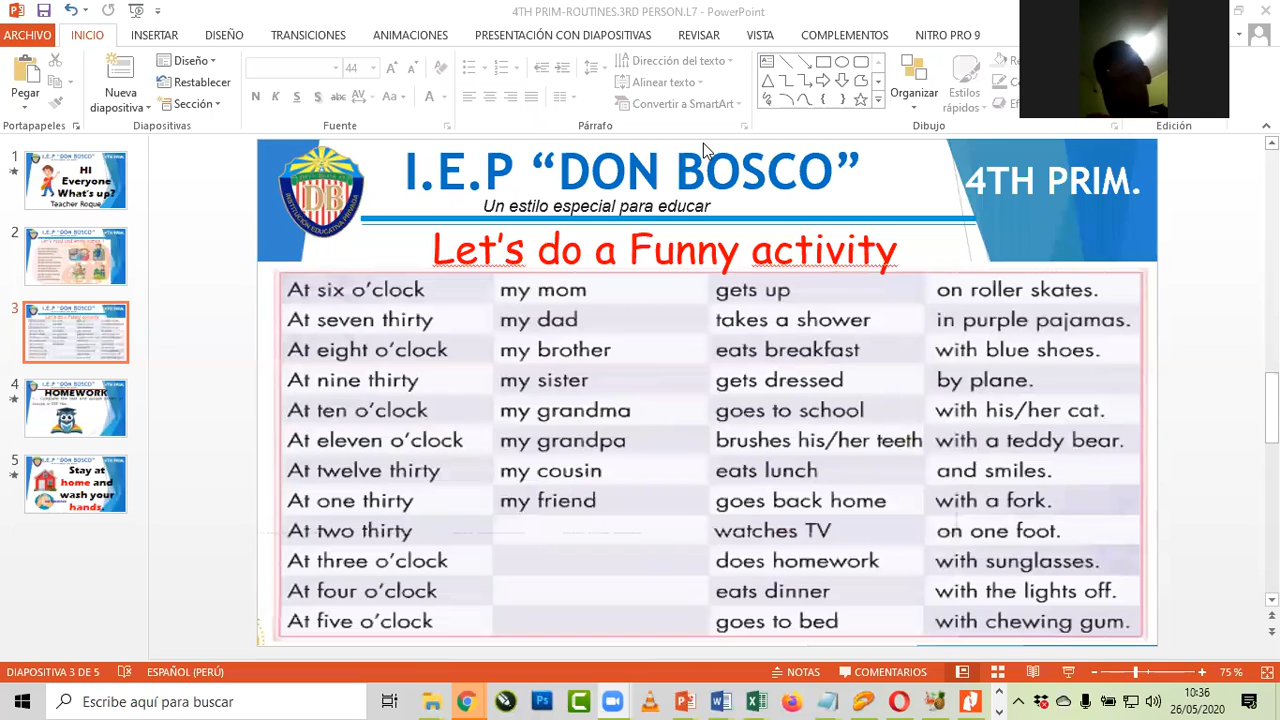 4TH PRIM-ROUTINES.3RD PERSON.L7 - PowerPoint
ARCHIVO INICIO INSERTAR DISEÑO TRANSICIONES ANIMACIONES PRESENTACIÓN CON DIAPOSITIVAS REVISAR VISTA COMPLEMENTOS NITRO PRO 9
Pegar
Nueva diapositiva
Diseño
Restablecer
Sección
44
N K S S abc AV Aa A
Dirección del texto
Alinear texto
Convertir a SmartArt
Organizar
Estilos rápidos
Portapapeles Diapositivas Fuente Párrafo Dibujo Edición
1
HI
Everyone
What's up?
Teacher Roque
2
3
4
HOMEWORK
5
Stay at
home and
wash your
hands.
I.E.P “DON BOSCO”
Un estilo especial para educar
4TH PRIM.
DB
Let's do a Funny activity
At six o'clock my mom gets up on roller skates.
At seven thirty my dad takes a shower in purple pajamas.
At eight o'clock my brother eats breakfast with blue shoes.
At nine thirty my sister gets dressed by plane.
At ten o'clock my grandma goes to school with his/her cat.
At eleven o'clock my grandpa brushes his/her teeth with a teddy bear.
At twelve thirty my cousin eats lunch and smiles.
At one thirty my friend goes back home with a fork.
At two thirty watches TV on one foot.
At three o'clock does homework with sunglasses.
At four o'clock eats dinner with the lights off.
At five o'clock goes to bed with chewing gum.
DIAPOSITIVA 3 DE 5 ESPAÑOL (PERÚ) NOTAS COMENTARIOS 75 %
Escribe aquí para buscar
10:36
26/05/2020